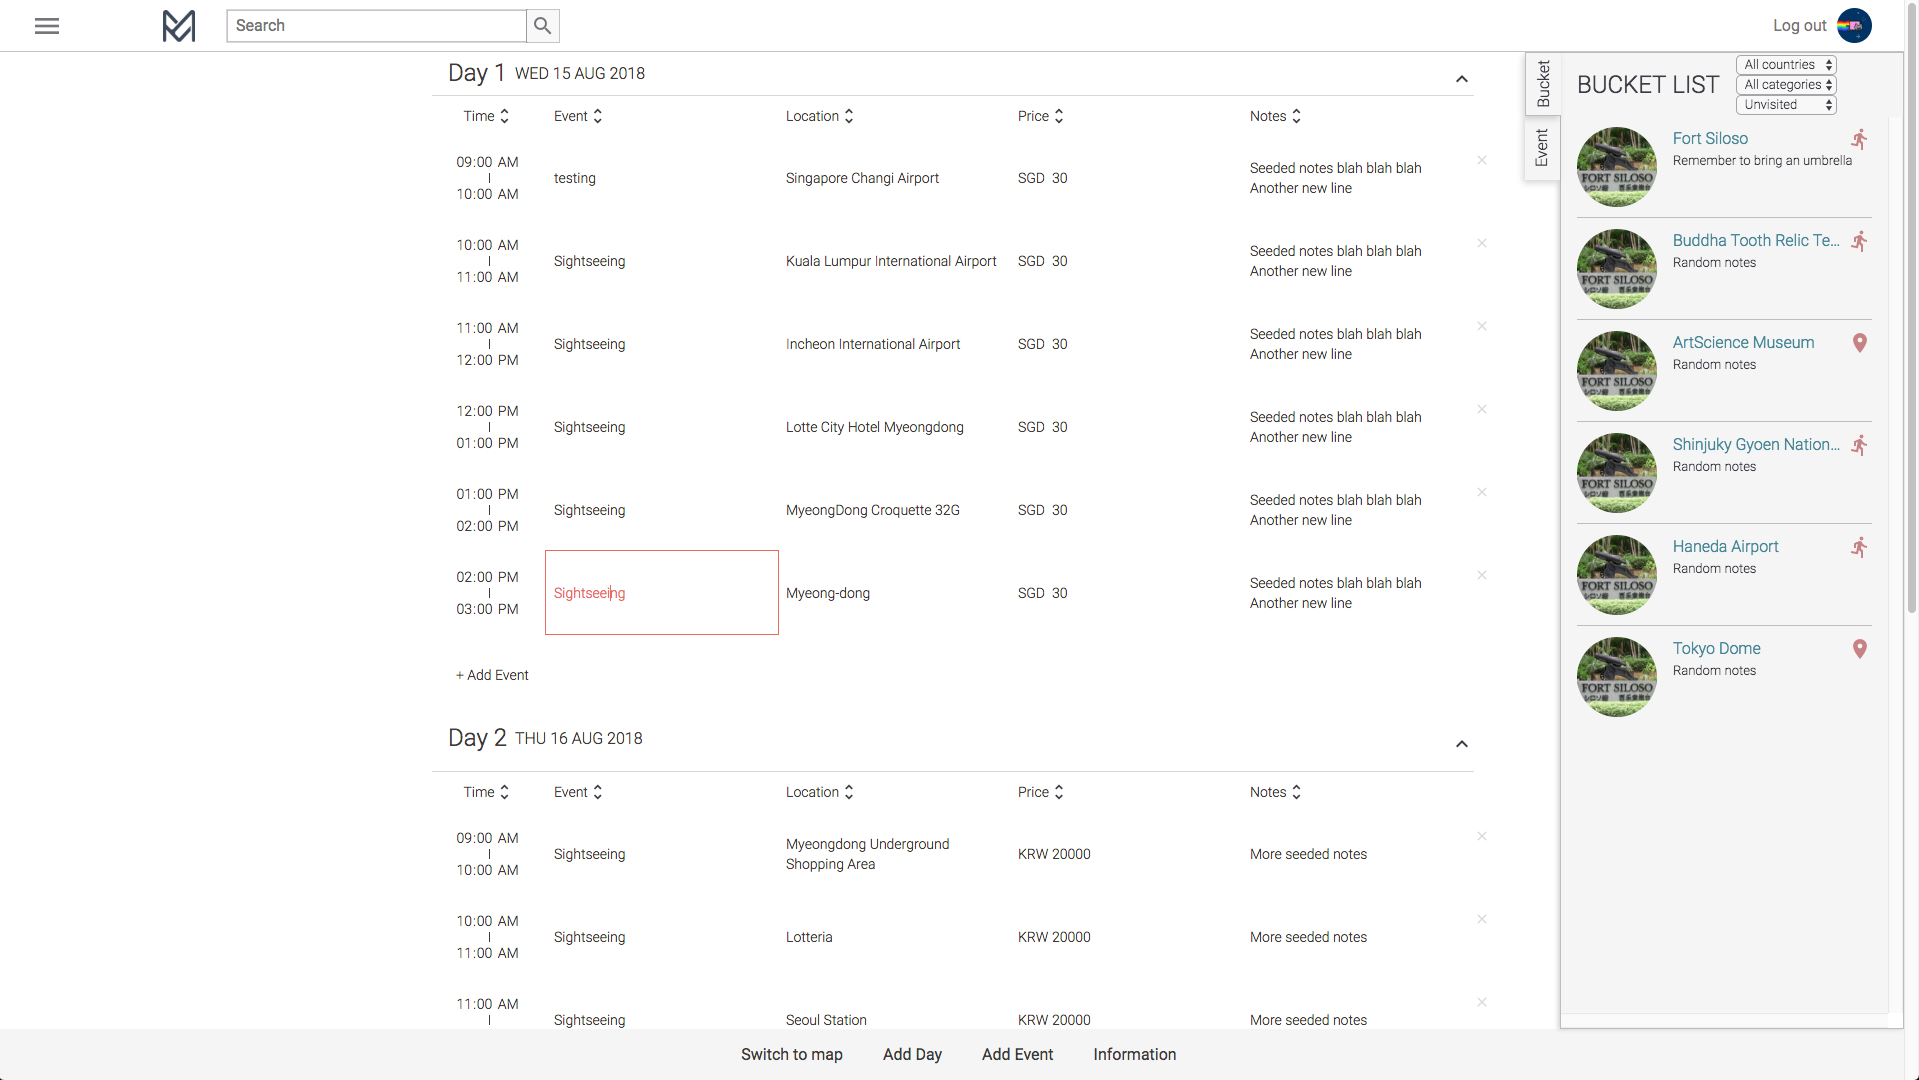 Search
Log out
Day 1 WED 15 AUG 2018
Time Event Location Price Notes
09:00 AM
|
10:00 AM
testing
Singapore Changi Airport
SGD 30
Seeded notes blah blah blah
Another new line
10:00 AM
|
11:00 AM
Sightseeing
Kuala Lumpur International Airport
SGD 30
Seeded notes blah blah blah
Another new line
11:00 AM
|
12:00 PM
Sightseeing
Incheon International Airport
SGD 30
Seeded notes blah blah blah
Another new line
12:00 PM
|
01:00 PM
Sightseeing
Lotte City Hotel Myeongdong
SGD 30
Seeded notes blah blah blah
Another new line
01:00 PM
|
02:00 PM
Sightseeing
MyeongDong Croquette 32G
SGD 30
Seeded notes blah blah blah
Another new line
02:00 PM
|
03:00 PM
Sightseeing
Myeong-dong
SGD 30
Seeded notes blah blah blah
Another new line
+ Add Event
Day 2 THU 16 AUG 2018
Time Event Location Price Notes
09:00 AM
|
10:00 AM
Sightseeing
Myeongdong Underground
Shopping Area
KRW 20000
More seeded notes
10:00 AM
|
11:00 AM
Sightseeing
Lotteria
KRW 20000
More seeded notes
11:00 AM
|
Sightseeing
Seoul Station
KRW 20000
More seeded notes
Bucket
Event
BUCKET LIST
All countries
All categories
Unvisited
FORT SILOSO
Fort Siloso
Remember to bring an umbrella
FORT SILOSO
Buddha Tooth Relic Te...
Random notes
FORT SILOSO
ArtScience Museum
Random notes
FORT SILOSO
Shinjuky Gyoen Nation...
Random notes
FORT SILOSO
Haneda Airport
Random notes
FORT SILOSO
Tokyo Dome
Random notes
Switch to map Add Day Add Event Information